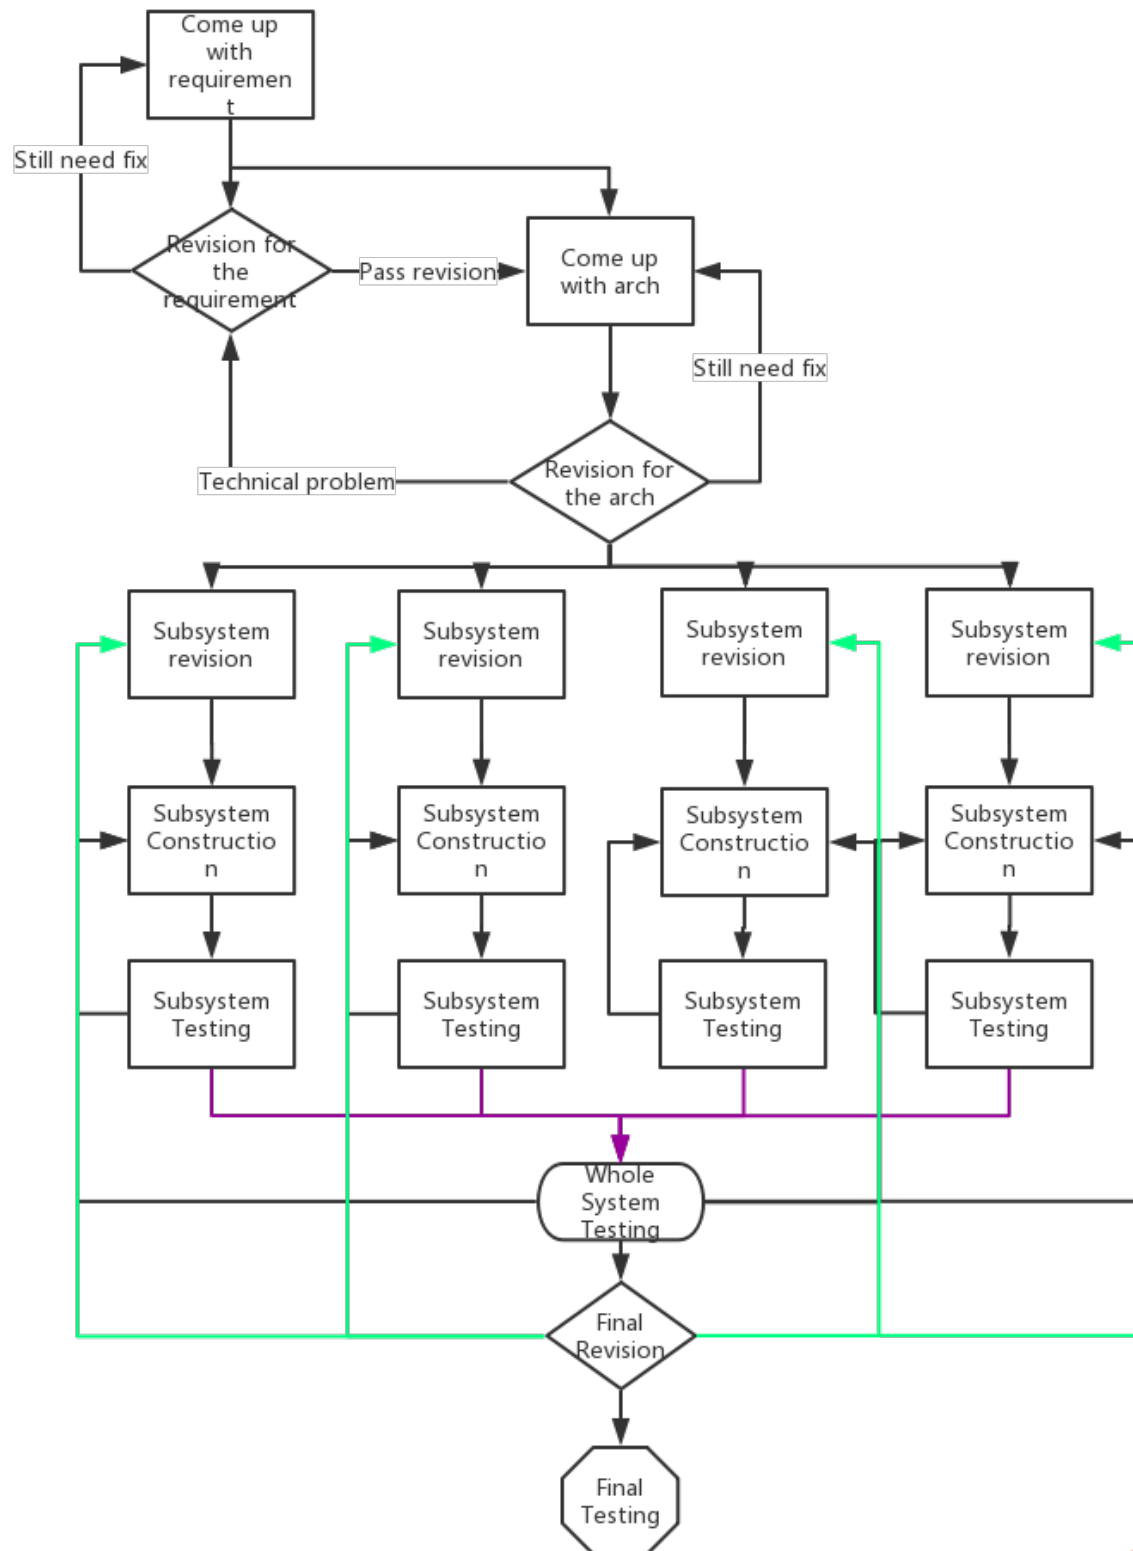 Come up
with
requiremen
t
Still need fix
Revision for
the
requirement
Pass revision
Come up
with arch
Still need fix
Technical problem
Revision for
the arch
Subsystem
revision
Subsystem
revision
Subsystem
revision
Subsystem
revision
Subsystem
Constructio
n
Subsystem
Constructio
n
Subsystem
Constructio
n
Subsystem
Constructio
n
Subsystem
Testing
Subsystem
Testing
Subsystem
Testing
Subsystem
Testing
Whole
System
Testing
Final
Revision
Final
Testing